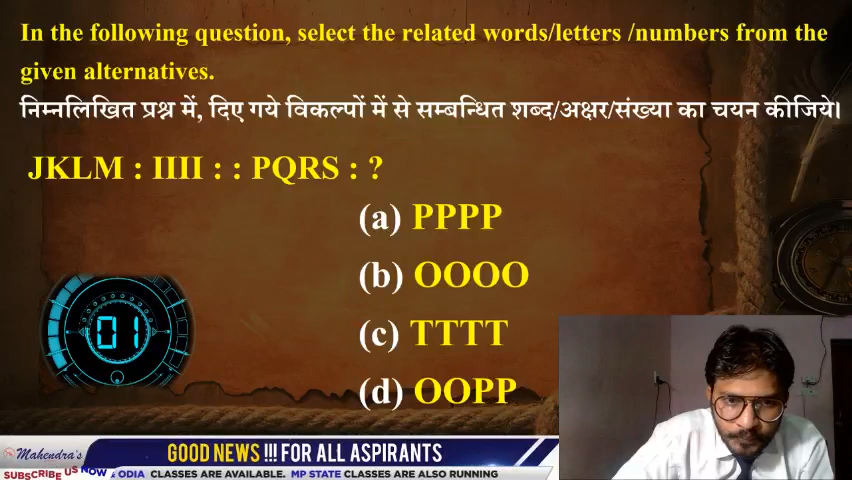 In the following question, select the related words/letters /numbers from the
given alternatives.
निम्नलिखित प्रश्न में, दिए गये विकल्पों में से सम्बन्धित शब्द/अक्षर/संख्या का चयन कीजिये।
JKLM : IIII : : PQRS : ?
(a) PPPP
(b) OOOO
(c) TTTT
(d) OOPP
01
Mahendra's
GOOD NEWS !!! FOR ALL ASPIRANTS
SUBSCRIBE US NOW
ODIA CLASSES ARE AVAILABLE. MP STATE CLASSES ARE ALSO RUNNING